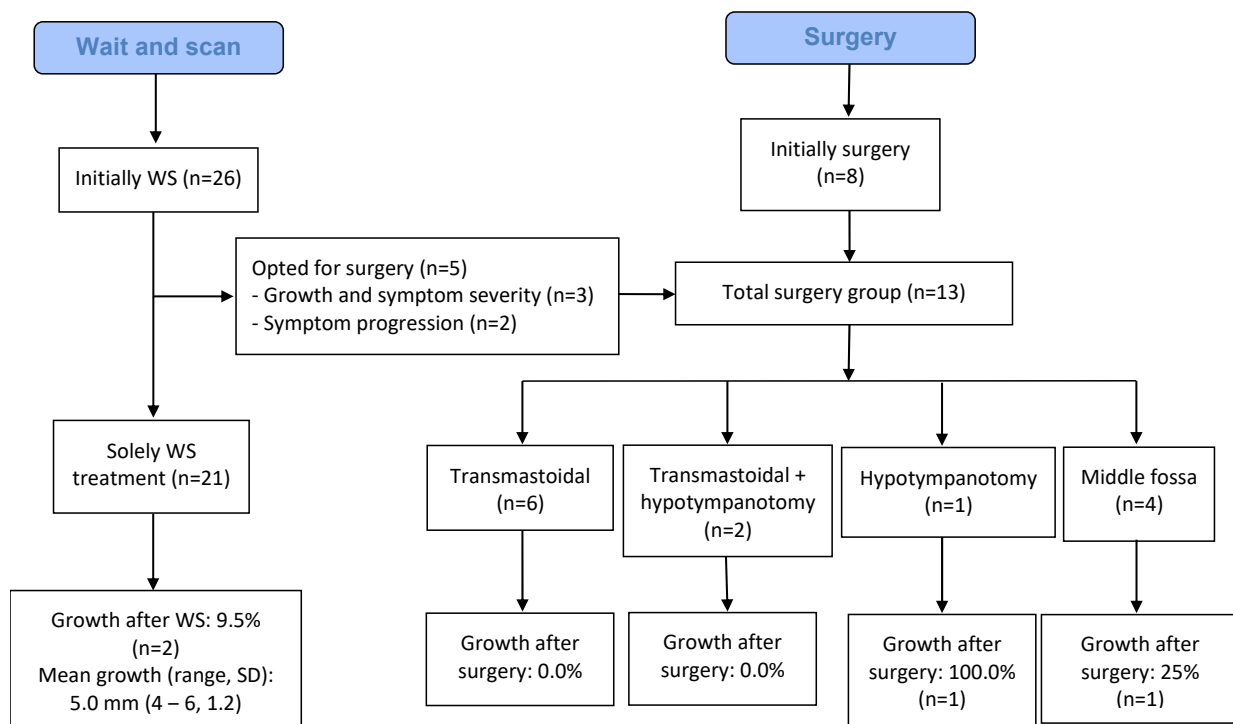 Wait and scan
Surgery
Initially WS (n=26)
Initially surgery
(n=8)
Opted for surgery (n=5)
- Growth and symptom severity (n=3)
- Symptom progression (n=2)
Total surgery group (n=13)
Solely WS
treatment (n=21)
Transmastoidal
(n=6)
Transmastoidal +
hypotympanotomy
(n=2)
Hypotympanotomy
(n=1)
Middle fossa
(n=4)
Growth after WS: 9.5%
(n=2)
Mean growth (range, SD):
5.0 mm (4 – 6, 1.2)
Growth after
surgery: 0.0%
Growth after
surgery: 0.0%
Growth after
surgery: 100.0%
(n=1)
Growth after
surgery: 25%
(n=1)